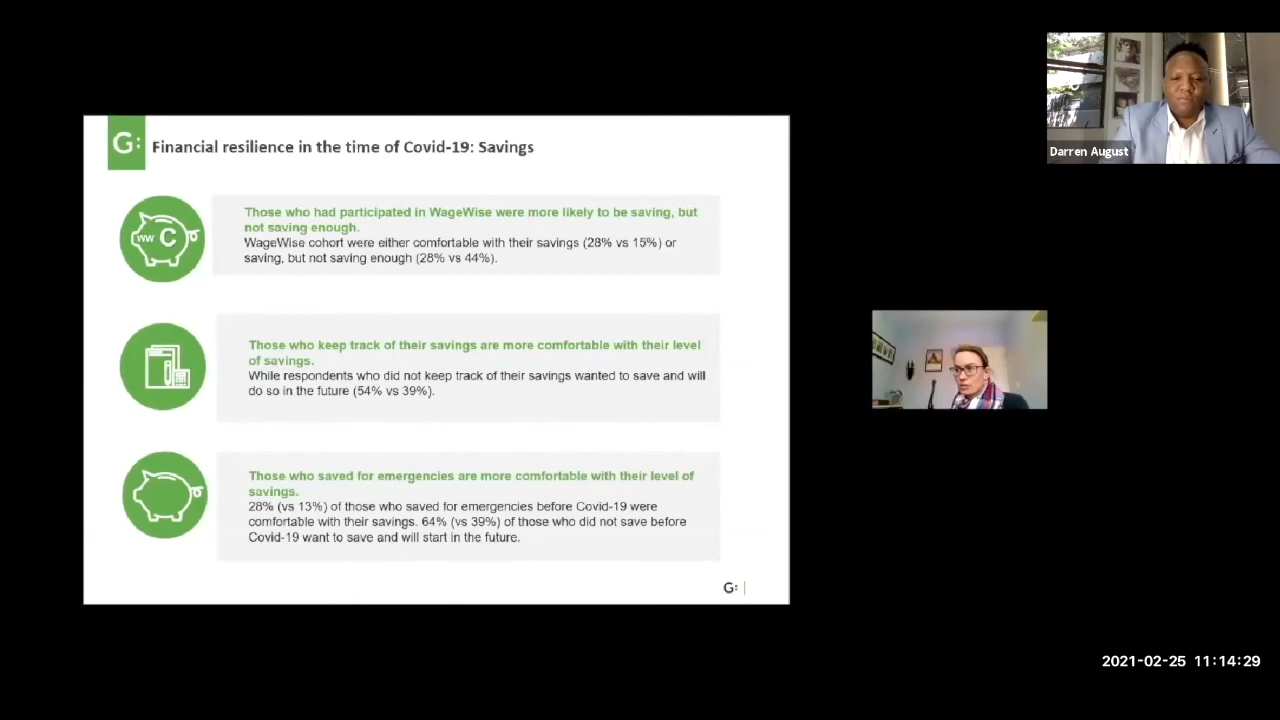 Darren August
G:
Financial resilience in the time of Covid-19: Savings
WW C
Those who had participated in WageWise were more likely to be saving, but
not saving enough.
WageWise cohort were either comfortable with their savings (28% vs 15%) or
saving, but not saving enough (28% vs 44%).
Those who keep track of their savings are more comfortable with their level
of savings.
While respondents who did not keep track of their savings wanted to save and will
do so in the future (54% vs 39%).
Those who saved for emergencies are more comfortable with their level of
savings.
28% (vs 13%) of those who saved for emergencies before Covid-19 were
comfortable with their savings. 64% (vs 39%) of those who did not save before
Covid-19 want to save and will start in the future.
G: |
2021-02-25 11:14:29